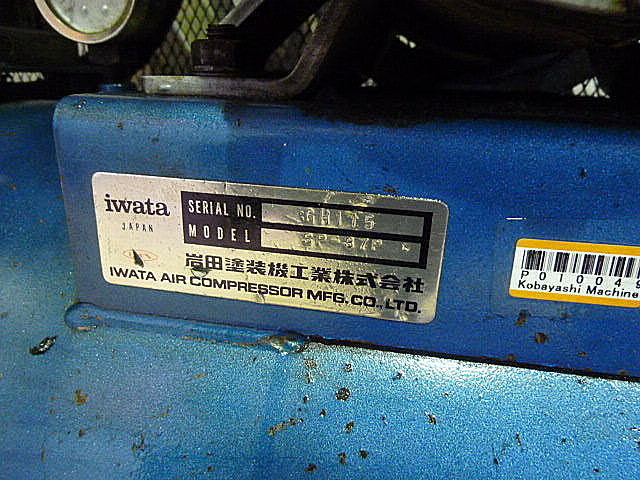 iwata
JAPAN
SERIAL NO.
MODEL
岩田塗装機工業株式会社
IWATA AIR COMPRESSOR MFG. CO., LTD.
P010049
Kobayashi Machine